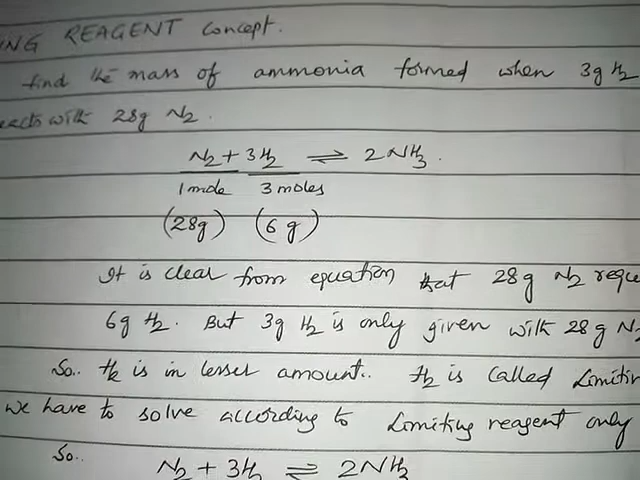 ING REAGENT Concept.
find the mass of ammonia formed when 3g H2
eacts with 28g N2.
N2 + 3H2 ⇌ 2NH3.
1 mole 3 moles
(28g) (6 g)
It is clear from equation that 28g N2 reque
6g H2. But 3g H2 is only given with 28g N2
So.. H2 is in lesser amount.. H2 is called Limitin
we have to solve according to Limiting reagent only
So.. N2 + 3H2 ⇌ 2NH3